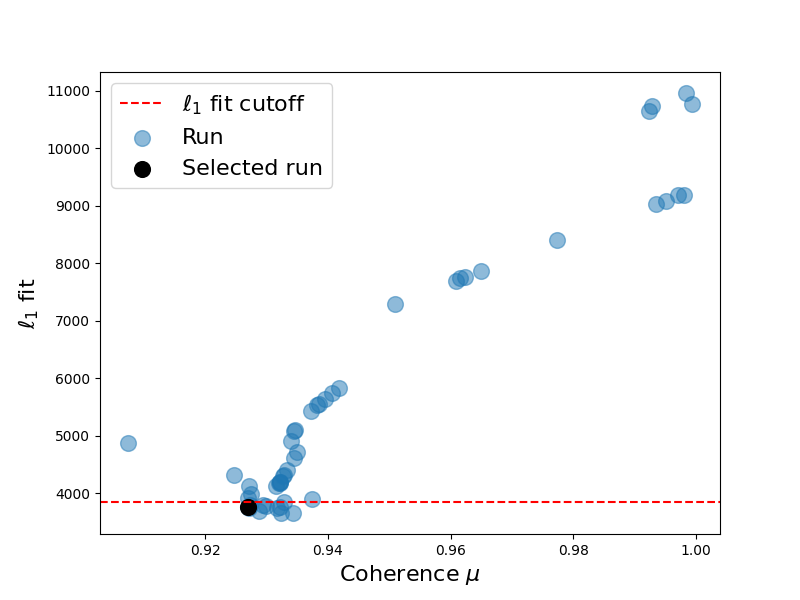 ℓ₁ fit cutoff
Run
Selected run
11000
10000
9000
8000
7000
6000
5000
4000
ℓ₁ fit
0.92
0.94
0.96
0.98
1.00
Coherence μ